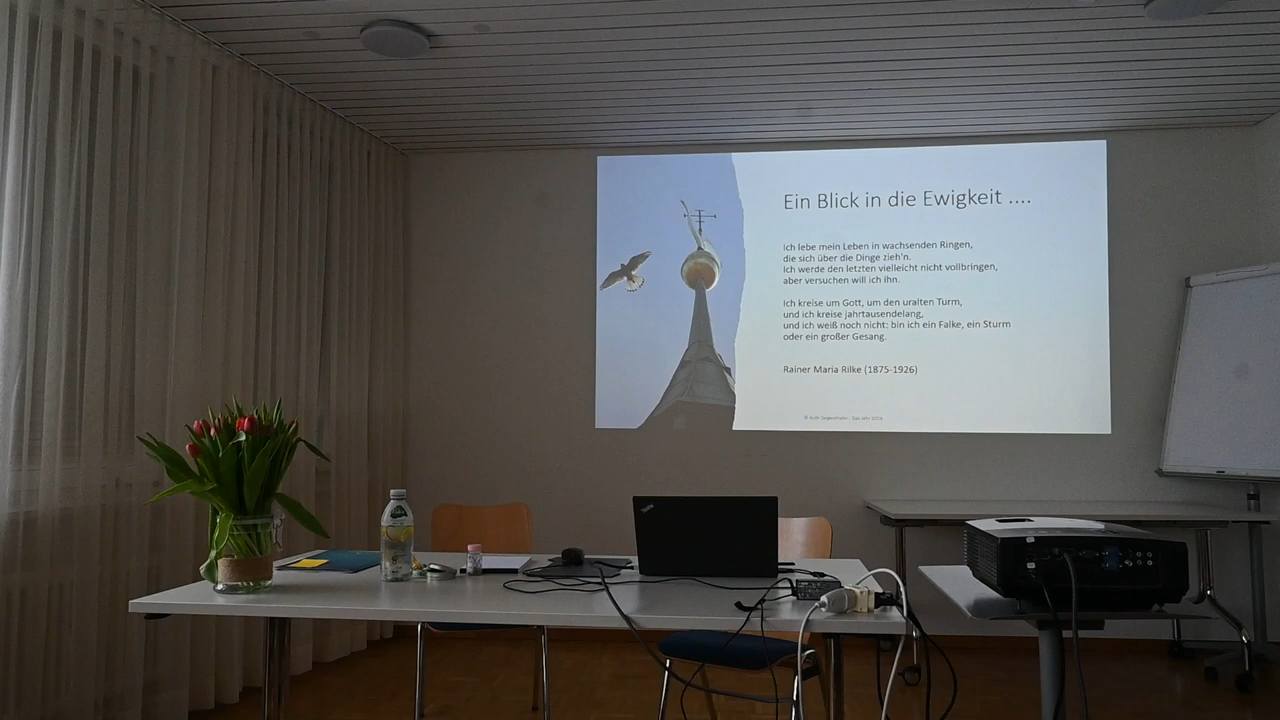 Ein Blick in die Ewigkeit ....
Ich lebe mein Leben in wachsenden Ringen,
die sich über die Dinge zieh'n.
Ich werde den letzten vielleicht nicht vollbringen,
aber versuchen will ich ihn.
Ich kreise um Gott, um den uralten Turm,
und ich kreise jahrtausendelang,
und ich weiß noch nicht: bin ich ein Falke, ein Sturm
oder ein großer Gesang.
Rainer Maria Rilke (1875-1926)